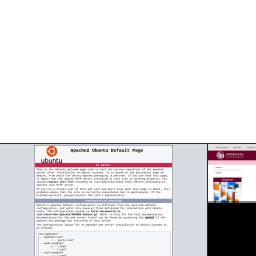 Apache2 Ubuntu Default Page
ubuntu
It works!
This is the default welcome page used to test the correct operation of the Apache2
server after installation on Ubuntu systems. It is based on the equivalent page on
Debian, from which the Ubuntu Apache packaging is derived. If you can read this page,
it means that the Apache HTTP server installed at this site is working properly. You
should replace this file (located at /var/www/html/index.html) before continuing to
operate your HTTP server.
If you are a normal user of this web site and don't know what this page is about, this
probably means that the site is currently unavailable due to maintenance. If the
problem persists, please contact the site's administrator.
Configuration Overview
Ubuntu's Apache2 default configuration is different from the upstream default
configuration, and split into several files optimized for interaction with Ubuntu
tools. The configuration system is fully documented in
/usr/share/doc/apache2/README.Debian.gz. Refer to this for the full
documentation. Documentation for the web server itself can be found by accessing the manual if the
apache2-doc package was installed on this server.
The configuration layout for an Apache2 web server installation on Ubuntu systems is
as follows:
/etc/apache2/
|-- apache2.conf
| `-- ports.conf
|-- mods-enabled
| |-- *.load
| `-- *.conf
|-- conf-enabled